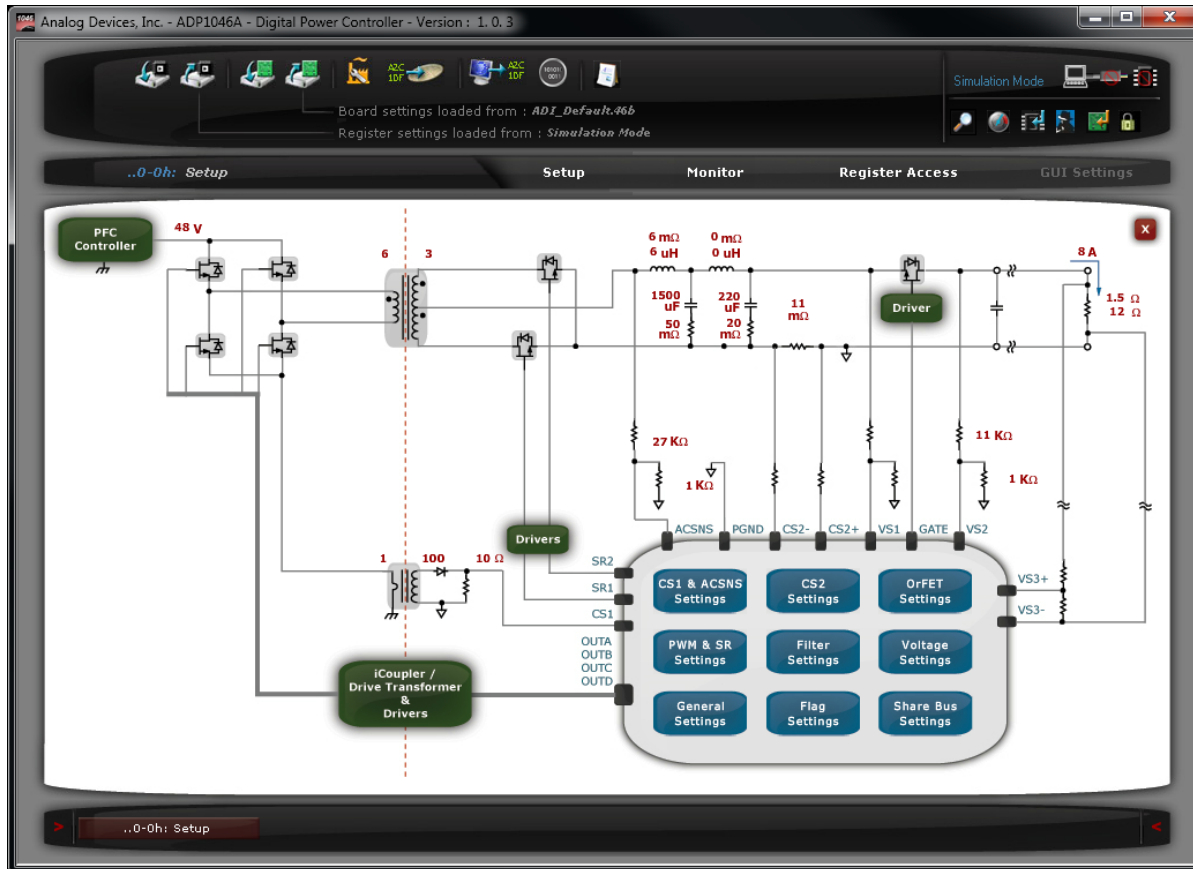 Analog Devices, Inc. - ADP1046A - Digital Power Controller - Version : 1. 0. 3
A2C
1DF
A2C
1DF
10101
0011
Simulation Mode
Board settings loaded from : ADI_Default.46b
Register settings loaded from : Simulation Mode
..0-0h: Setup
Setup
Monitor
Register Access
GUI Settings
PFC
Controller
48 V
6
3
6 mΩ
6 uH
0 mΩ
0 uH
1500
uF
50
mΩ
220
uF
20
mΩ
11
mΩ
Driver
8 A
1.5 Ω
12 Ω
27 KΩ
1 KΩ
11 KΩ
1 KΩ
ACSNS
PGND
CS2-
CS2+
VS1
GATE
VS2
Drivers
1
100
10 Ω
SR2
SR1
CS1
OUTA
OUTB
OUTC
OUTD
VS3+
VS3-
CS1 & ACSNS
Settings
CS2
Settings
OrFET
Settings
PWM & SR
Settings
Filter
Settings
Voltage
Settings
General
Settings
Flag
Settings
Share Bus
Settings
iCoupler /
Drive Transformer
&
Drivers
..0-0h: Setup